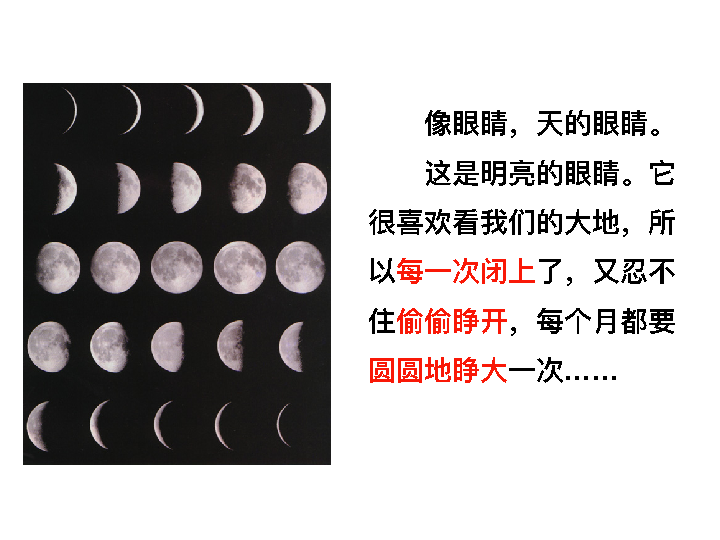 像眼睛，天的眼睛。
这是明亮的眼睛。它
很喜欢看我们的大地，所
以每一次闭上了，又忍不
住偷偷睁开，每个月都要
圆圆地睁大一次……